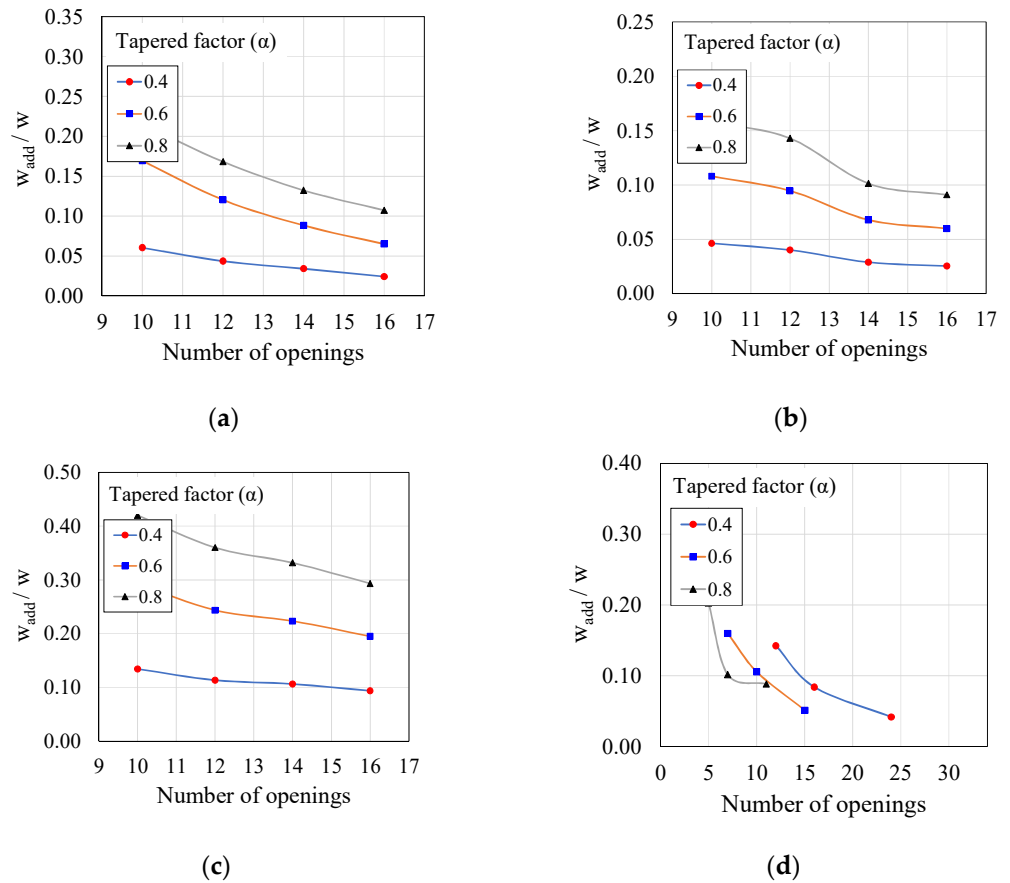 0.35
0.30
0.25
0.20
0.15
0.10
0.05
0.00
w_add / w
Tapered factor (α)
0.4
0.6
0.8
9 10 11 12 13 14 15 16 17
Number of openings
(a)
0.25
0.20
0.15
0.10
0.05
0.00
w_add / w
Tapered factor (α)
0.4
0.6
0.8
9 10 11 12 13 14 15 16 17
Number of openings
(b)
0.50
0.40
0.30
0.20
0.10
0.00
w_add / w
Tapered factor (α)
0.4
0.6
0.8
9 10 11 12 13 14 15 16 17
Number of openings
(c)
0.40
0.30
0.20
0.10
0.00
w_add / w
Tapered factor (α)
0.4
0.6
0.8
0 5 10 15 20 25 30
Number of openings
(d)